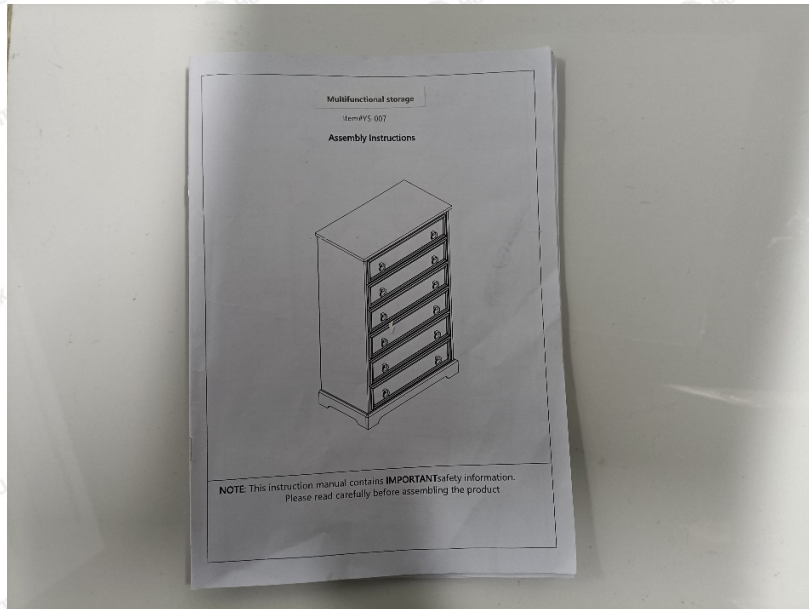 Multifunctional storage
Item#YS-007
Assembly Instructions
NOTE: This instruction manual contains IMPORTANTsafety information.
Please read carefully before assembling the product